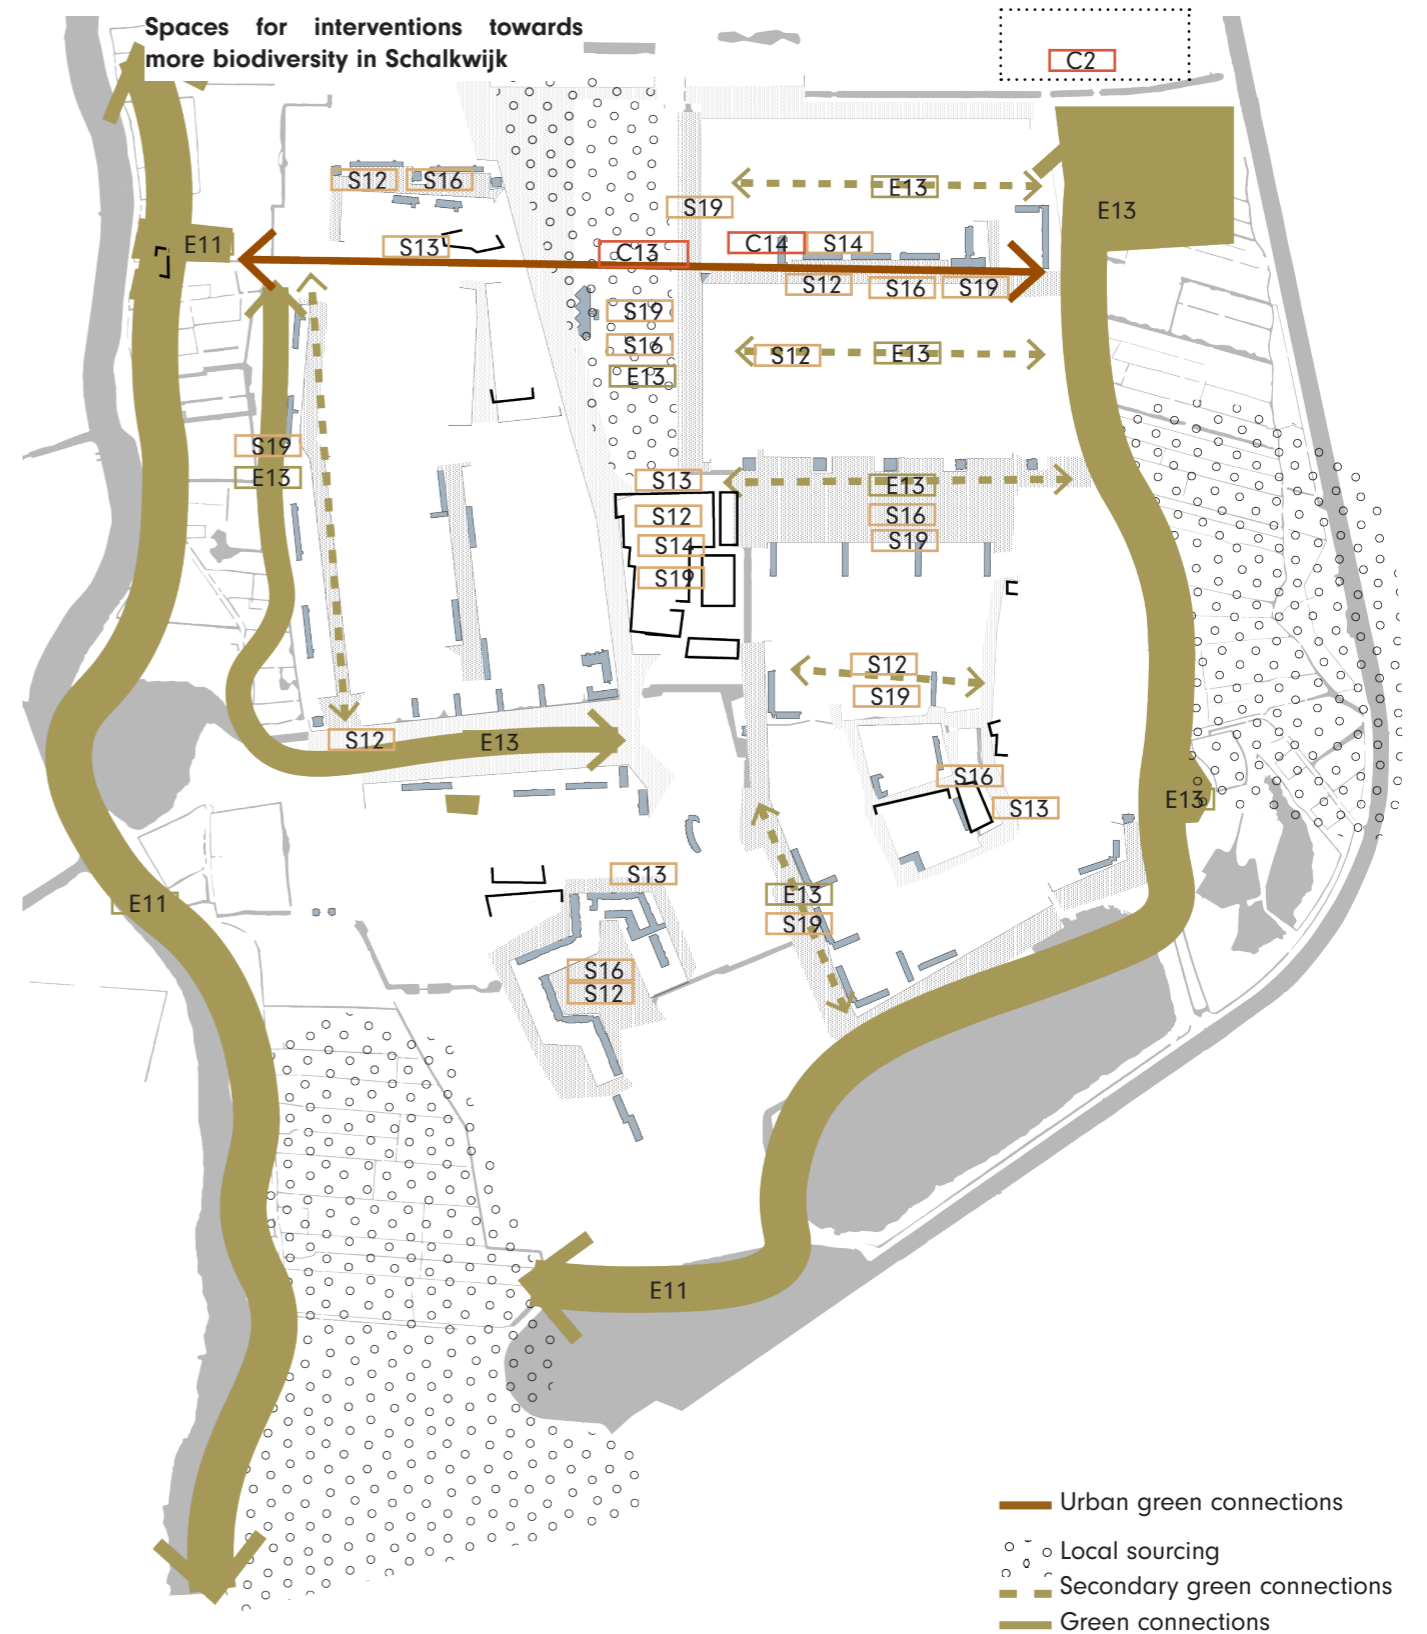 Spaces for interventions towards
more biodiversity in Schalkwijk
C2
S12 S16
E13
S19
E13
E11
S13
C13
C14 S14
S12 S16 S19
S19
S16
S12 E13
E13
S19
E13
S13
E13
S12
S16
S14
S19
S19
S12
S19
S12
E13
S16
S13
E13
S13
E13
S19
E11
S16
S12
E11
Urban green connections
Local sourcing
Secondary green connections
Green connections